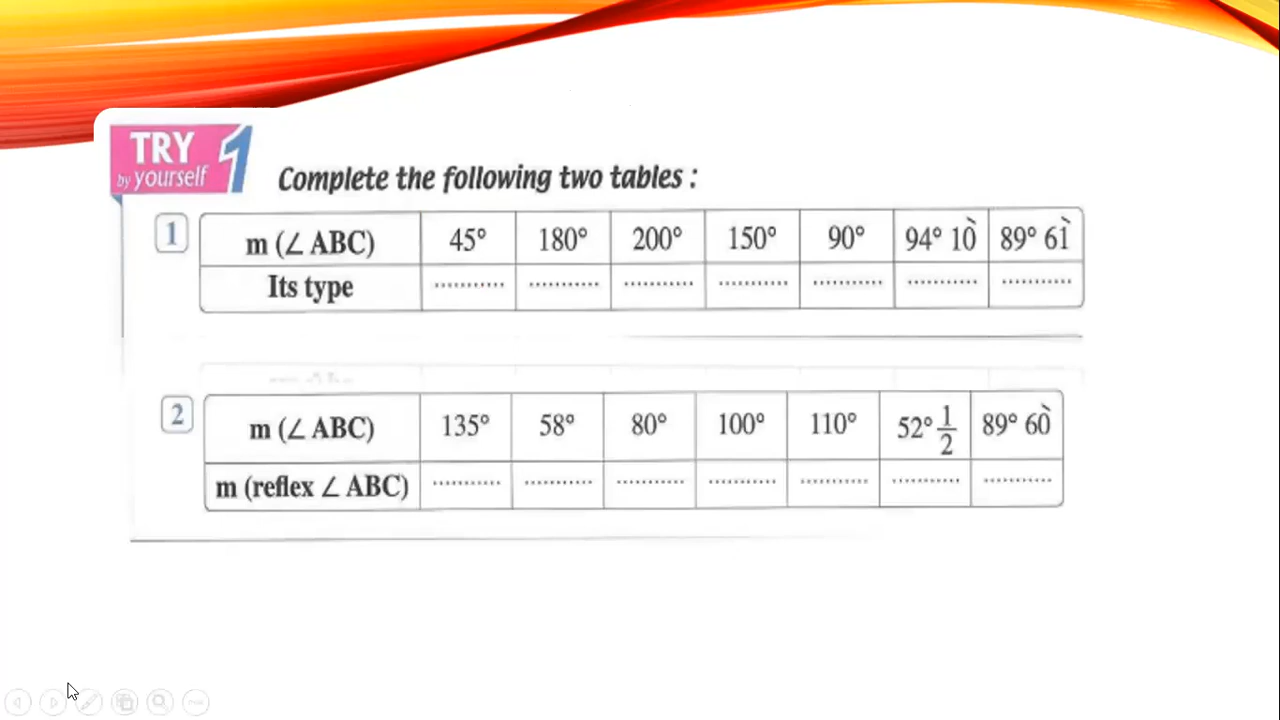 TRY 1
by yourself
Complete the following two tables :
1
m (∠ ABC) 45° 180° 200° 150° 90° 94° 10̀ 89° 61̀
Its type ........... ........... ........... ........... ........... ........... ...........
2
m (∠ ABC) 135° 58° 80° 100° 110° 52° 1/2 89° 60̀
m (reflex ∠ ABC) ........... ........... ........... ........... ........... ........... ...........